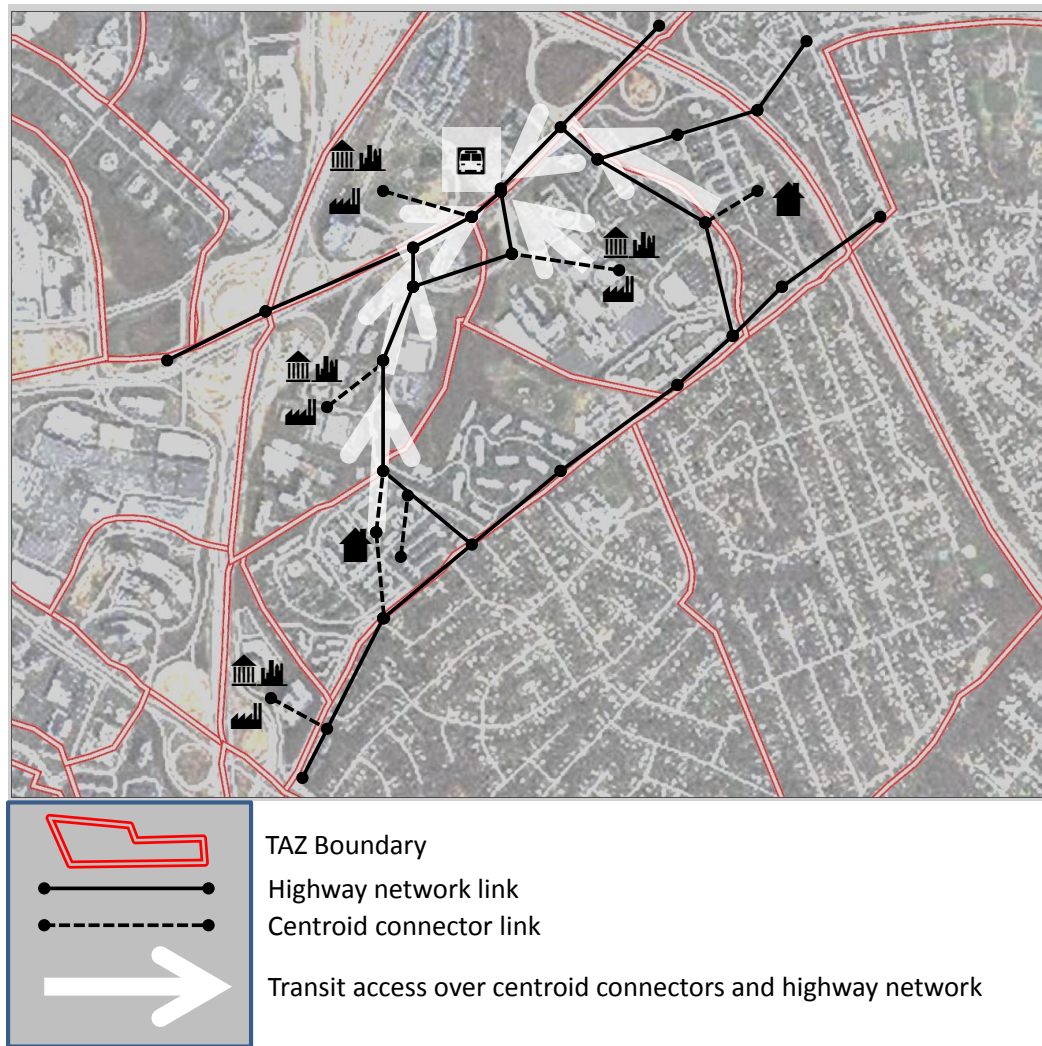 TAZ Boundary
Highway network link
Centroid connector link
Transit access over centroid connectors and highway network